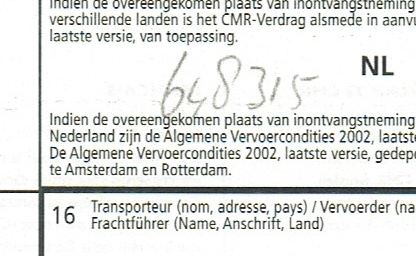 Indien de overeengekomen plaats van inontvangstneming
verschillende landen is het CMR-Verdrag alsmede in aanvu
laatste versie, van toepassing.
NL
648315
Indien de overeengekomen plaats van inontvangstneming
Nederland zijn de Algemene Vervoercondities 2002, laatste
De Algemene Vervoercondities 2002, laatste versie, gedepo
te Amsterdam en Rotterdam.
16 Transporteur (nom, adresse, pays) / Vervoerder (na
Frachtführer (Name, Anschrift, Land)